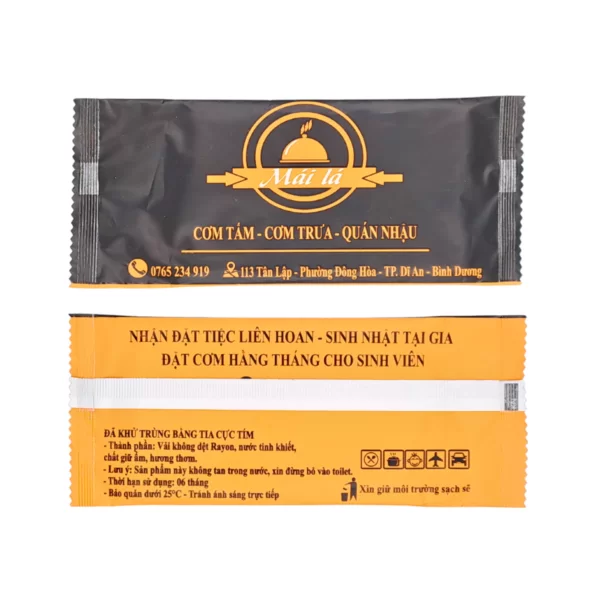 Mái lá
CƠM TẤM - CƠM TRƯA - QUÁN NHẬU
0765 234 919
113 Tân Lập - Phường Đông Hòa - TP. Dĩ An - Bình Dương
NHẬN ĐẶT TIỆC LIÊN HOAN - SINH NHẬT TẠI GIA
ĐẶT CƠM HẰNG THÁNG CHO SINH VIÊN
ĐÃ KHỬ TRÙNG BẰNG TIA CỰC TÍM
- Thành phần: Vải không dệt Rayon, nước tinh khiết,
chất giữ ẩm, hương thơm.
- Lưu ý: Sản phẩm này không tan trong nước, xin đừng bỏ vào toilet.
- Thời hạn sử dụng: 06 tháng
- Bảo quản dưới 25°C - Tránh ánh sáng trực tiếp
Xin giữ môi trường sạch sẽ